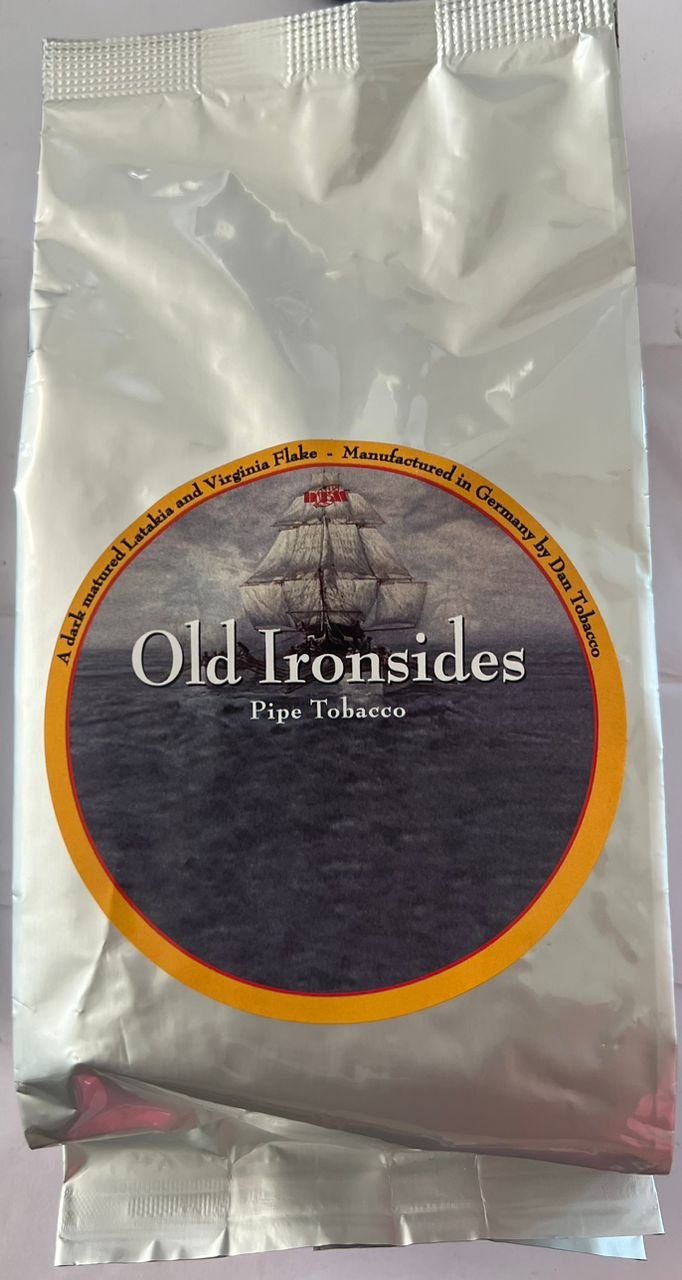 A dark matured Latakia and Virginia Flake - Manufactured in Germany by Dan Tobacco
Old Ironsides
Pipe Tobacco